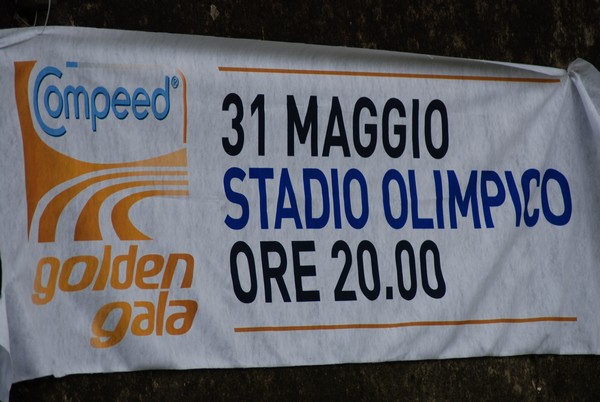 Compeed®
golden
gala
31 MAGGIO
STADIO OLIMPICO
ORE 20.00